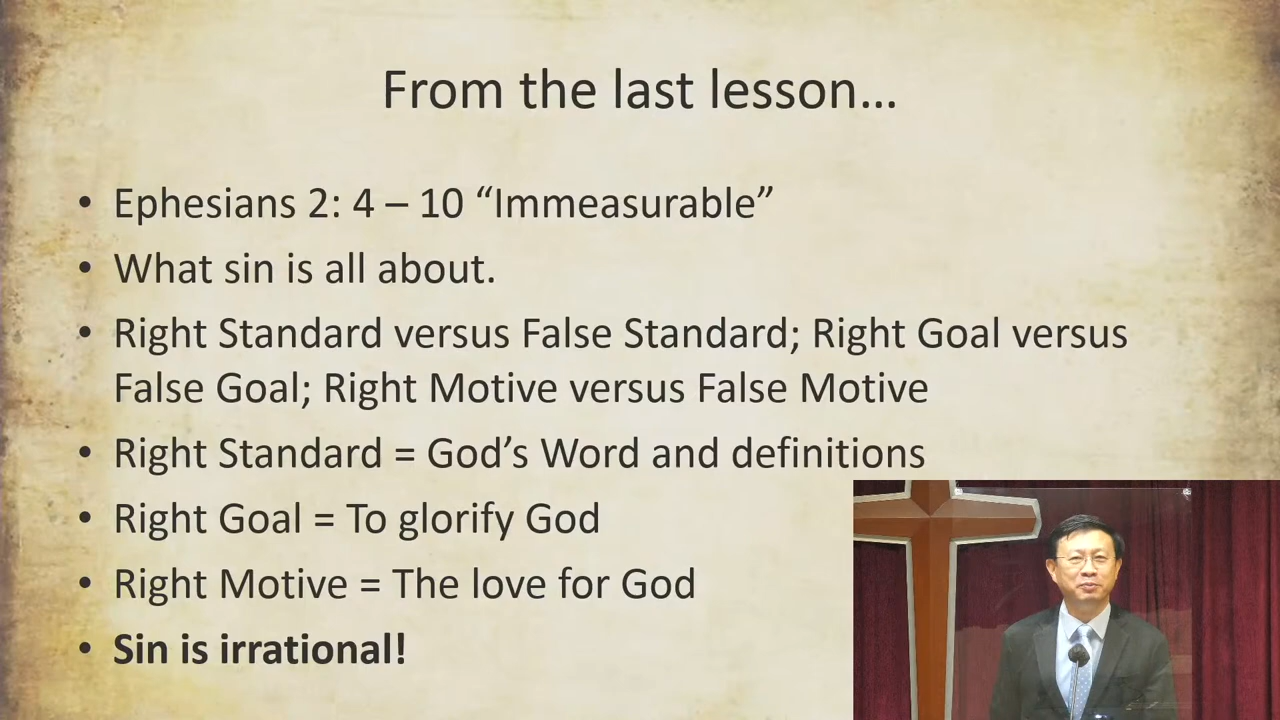 From the last lesson…
• Ephesians 2: 4 – 10 “Immeasurable”
• What sin is all about.
• Right Standard versus False Standard; Right Goal versus
False Goal; Right Motive versus False Motive
• Right Standard = God’s Word and definitions
• Right Goal = To glorify God
• Right Motive = The love for God
• Sin is irrational!